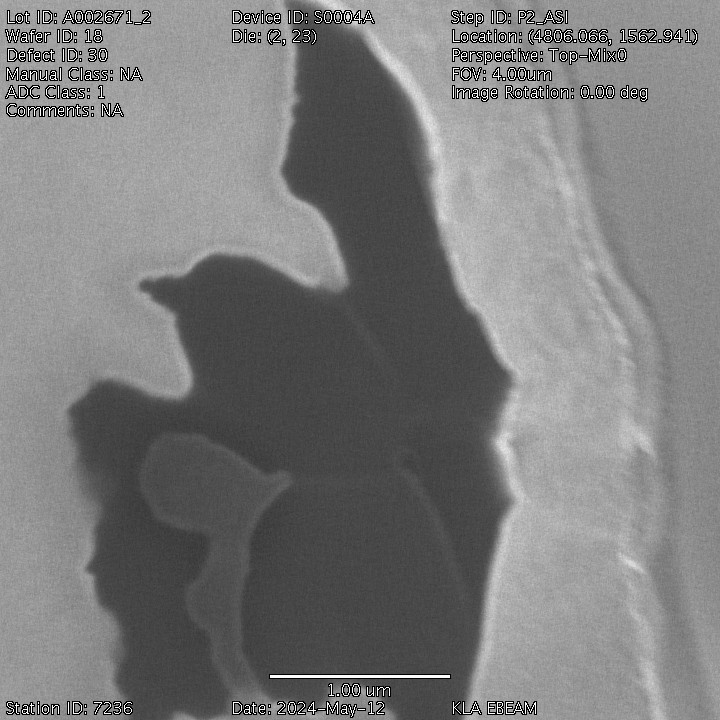 Lot ID: A002671_2
Wafer ID: 18
Defect ID: 30
Manual Class: NA
ADC Class: 1
Comments: NA
Device ID: S0004A
Die: (2, 23)
Step ID: P2_ASI
Location: (4806.066, 1562.941)
Perspective: Top-Mix0
FOV: 4.00um
Image Rotation: 0.00 deg
1.00 um
Station ID: 7236
Date: 2024-May-12
KLA EBEAM